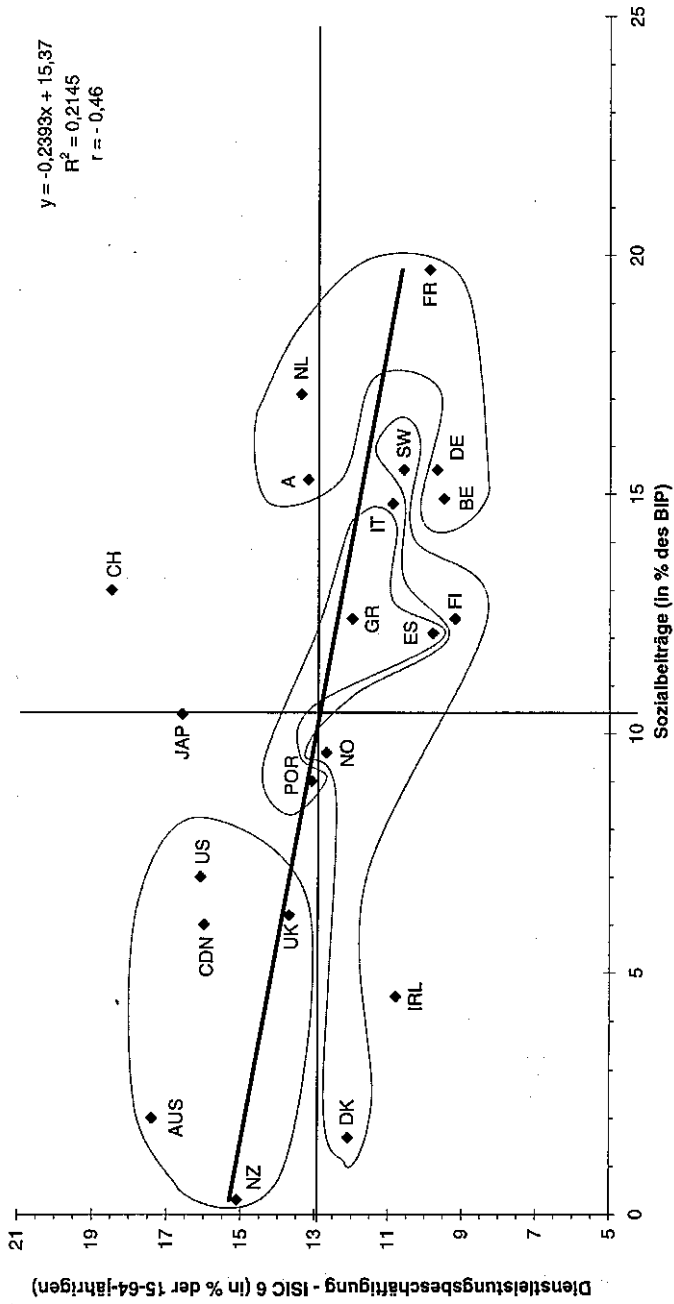 y = -0,2393x + 15,37
R² = 0,2145
r = - 0,46
Dienstleistungsbeschäftigung - ISIC 6 (in % der 15-64-jährigen)
21
19
17
15
13
11
9
7
5
CH
JAP
AUS
US
CDN
NZ
UK
NL
A
POR
NO
DK
GR
IT
SW
IRL
ES
FI
DE
BE
FR
0
5
10
15
20
25
Sozialbeiträge (in % des BIP)